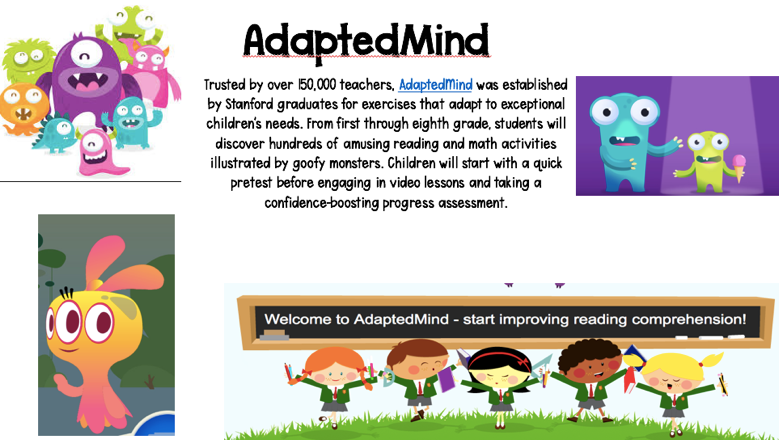 AdaptedMind
Trusted by over 150,000 teachers, AdaptedMind was established
by Stanford graduates for exercises that adapt to exceptional
children's needs. From first through eighth grade, students will
discover hundreds of amusing reading and math activities
illustrated by goofy monsters. Children will start with a quick
pretest before engaging in video lessons and taking a
confidence-boosting progress assessment.
Welcome to AdaptedMind - start improving reading comprehension!